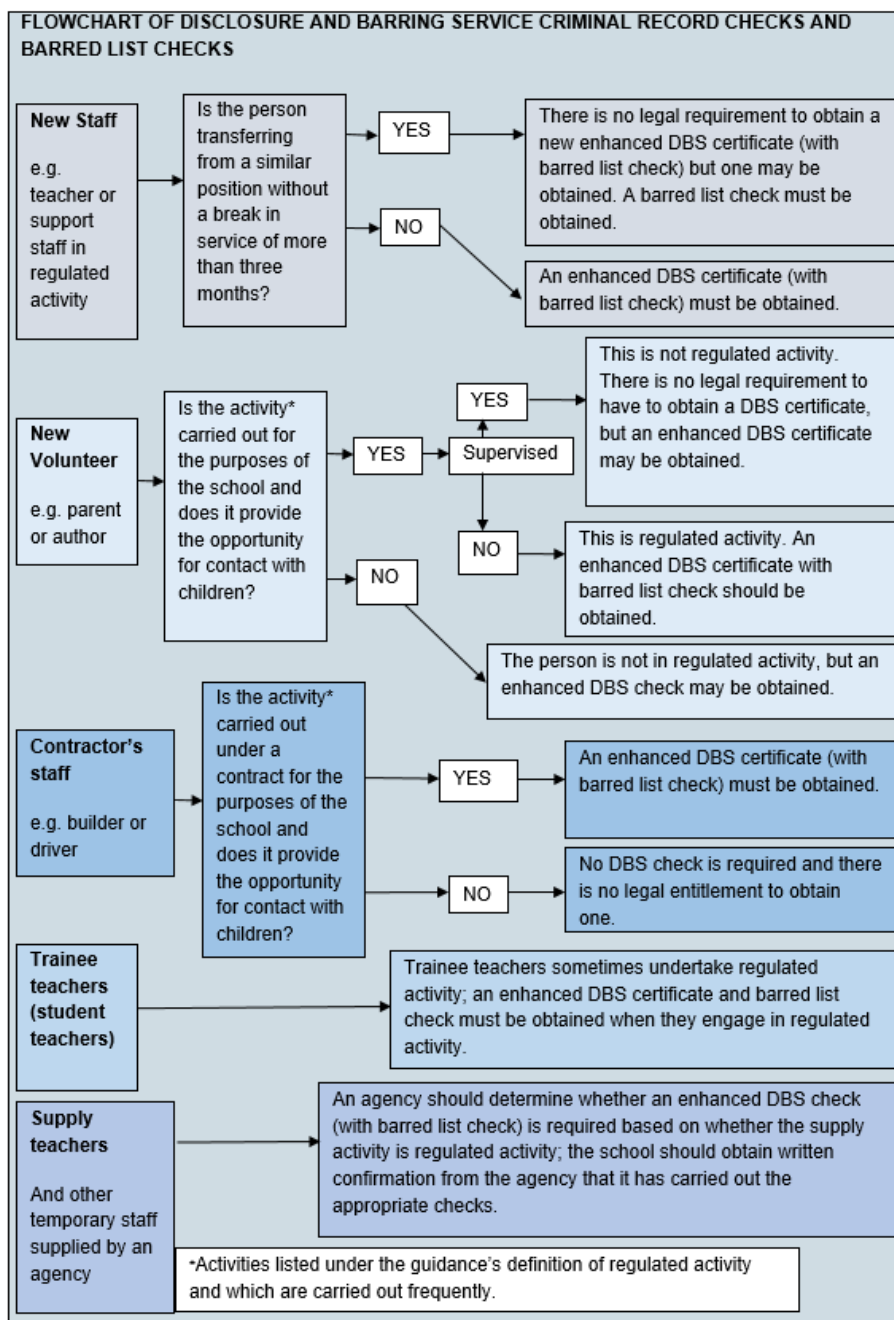 FLOWCHART OF DISCLOSURE AND BARRING SERVICE CRIMINAL RECORD CHECKS AND
BARRED LIST CHECKS
New Staff
e.g.
teacher or
support
staff in
regulated
activity
Is the person
transferring
from a similar
position without
a break in
service of more
than three
months?
YES
There is no legal requirement to obtain a
new enhanced DBS certificate (with
barred list check) but one may be
obtained. A barred list check must be
obtained.
NO
An enhanced DBS certificate (with
barred list check) must be obtained.
New
Volunteer
e.g. parent
or author
Is the activity*
carried out for
the purposes of
the school and
does it provide
the opportunity
for contact with
children?
YES
Supervised
YES
This is not regulated activity.
There is no legal requirement to
have to obtain a DBS certificate,
but an enhanced DBS certificate
may be obtained.
NO
This is regulated activity. An
enhanced DBS certificate with
barred list check should be
obtained.
NO
The person is not in regulated activity, but an
enhanced DBS check may be obtained.
Contractor's
staff
e.g. builder or
driver
Is the activity*
carried out
under a
contract for the
purposes of the
school and
does it provide
the opportunity
for contact with
children?
YES
An enhanced DBS certificate (with
barred list check) must be obtained.
NO
No DBS check is required and there
is no legal entitlement to obtain
one.
Trainee
teachers
(student
teachers)
Trainee teachers sometimes undertake regulated
activity; an enhanced DBS certificate and barred list
check must be obtained when they engage in regulated
activity.
Supply
teachers
And other
temporary staff
supplied by an
agency
An agency should determine whether an enhanced DBS check
(with barred list check) is required based on whether the supply
activity is regulated activity; the school should obtain written
confirmation from the agency that it has carried out the
appropriate checks.
*Activities listed under the guidance's definition of regulated activity
and which are carried out frequently.